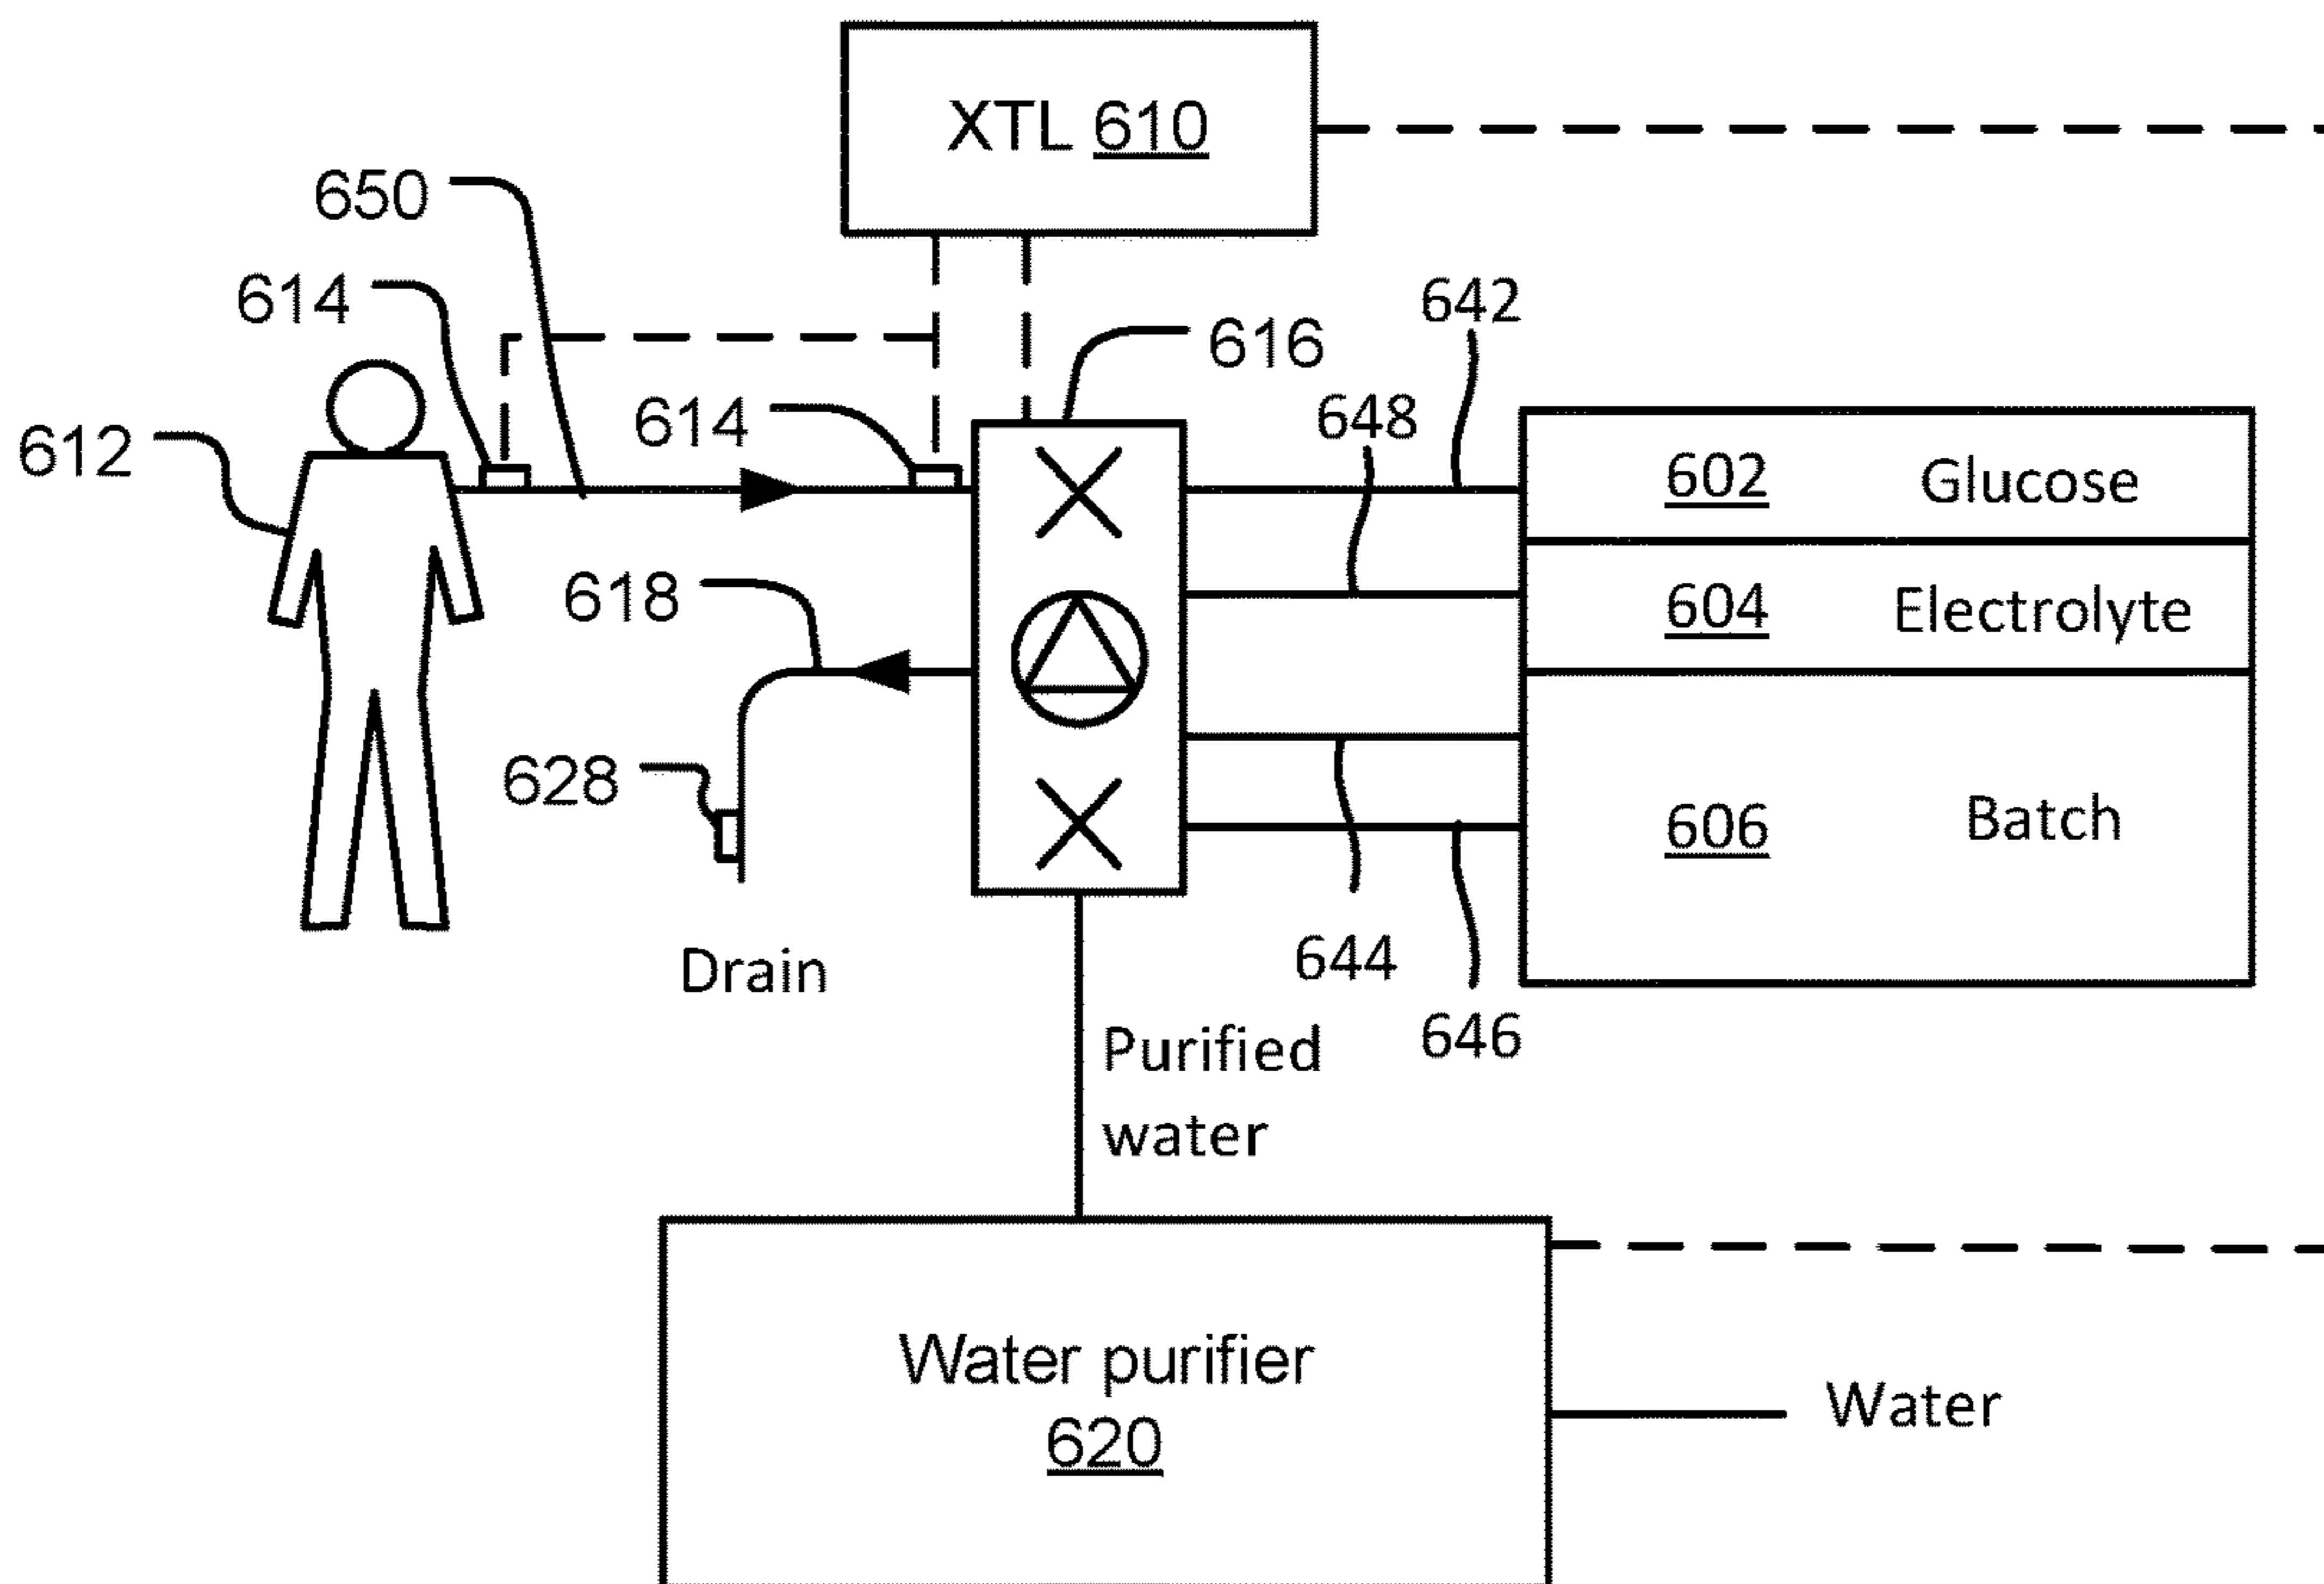 XTL 610
650
614
642
616
648
614
612
602 Glucose
618
604 Electrolyte
628
606 Batch
644
Drain
646
Purified
water
Water purifier
620
Water